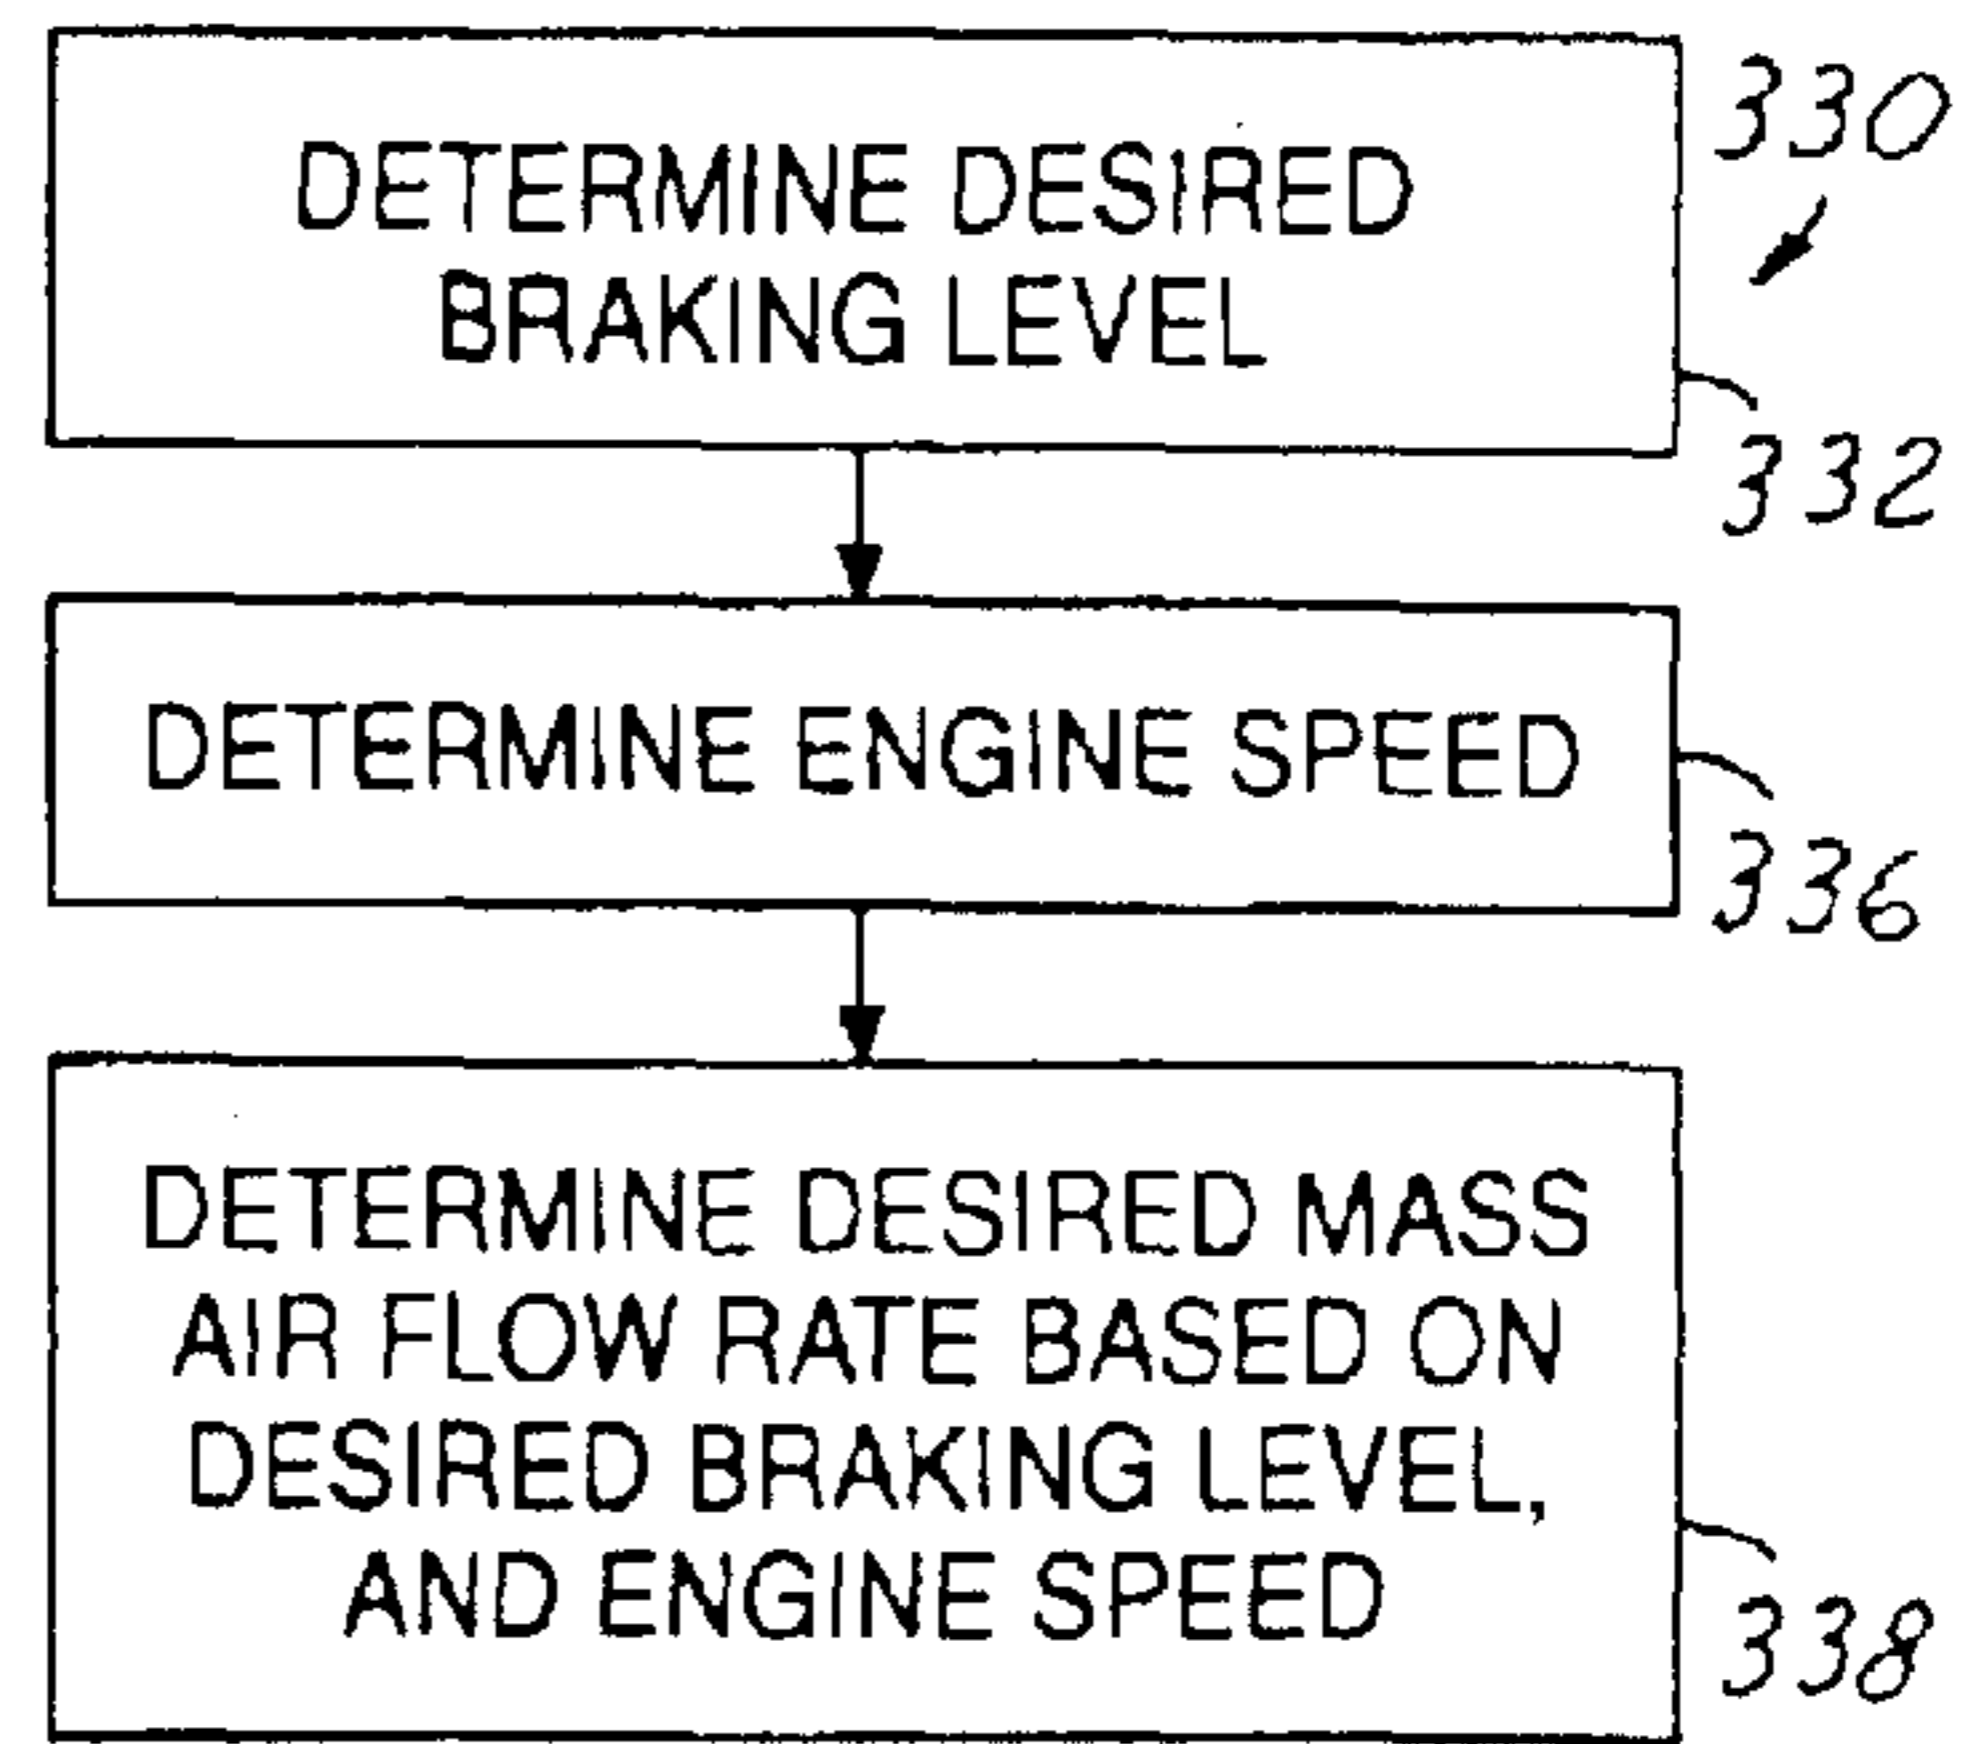 330
DETERMINE DESIRED
BRAKING LEVEL
332
DETERMINE ENGINE SPEED
336
DETERMINE DESIRED MASS
AIR FLOW RATE BASED ON
DESIRED BRAKING LEVEL,
AND ENGINE SPEED
338